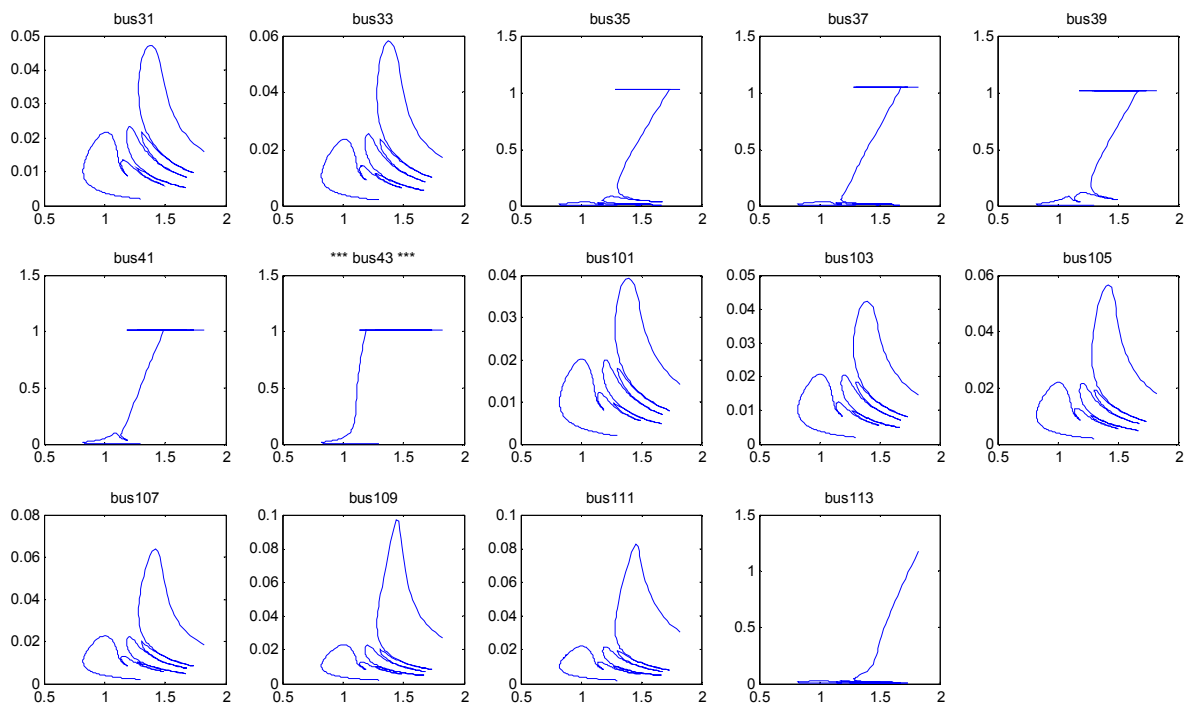 bus31 bus33 bus35 bus37 bus39
0.05 0.06 1.5 1.5 1.5
0.04
0.04 1 1 1
0.03
0.02 0.02 0.5 0.5 0.5
0.01
0 0 0 0 0
0.5 1 1.5 2 0.5 1 1.5 2 0.5 1 1.5 2 0.5 1 1.5 2 0.5 1 1.5 2
bus41 *** bus43 *** bus101 bus103 bus105
1.5 1.5 0.04 0.05 0.06
0.04
1 1 0.03 0.04
0.03
0.02
0.5 0.5 0.02 0.02
0.01 0.01
0 0 0 0 0
0.5 1 1.5 2 0.5 1 1.5 2 0.5 1 1.5 2 0.5 1 1.5 2 0.5 1 1.5 2
bus107 bus109 bus111 bus113
0.08 0.1 0.1 1.5
0.08 0.08
0.06 1
0.06 0.06
0.04
0.04 0.04 0.5
0.02 0.02 0.02
0 0 0 0
0.5 1 1.5 2 0.5 1 1.5 2 0.5 1 1.5 2 0.5 1 1.5 2